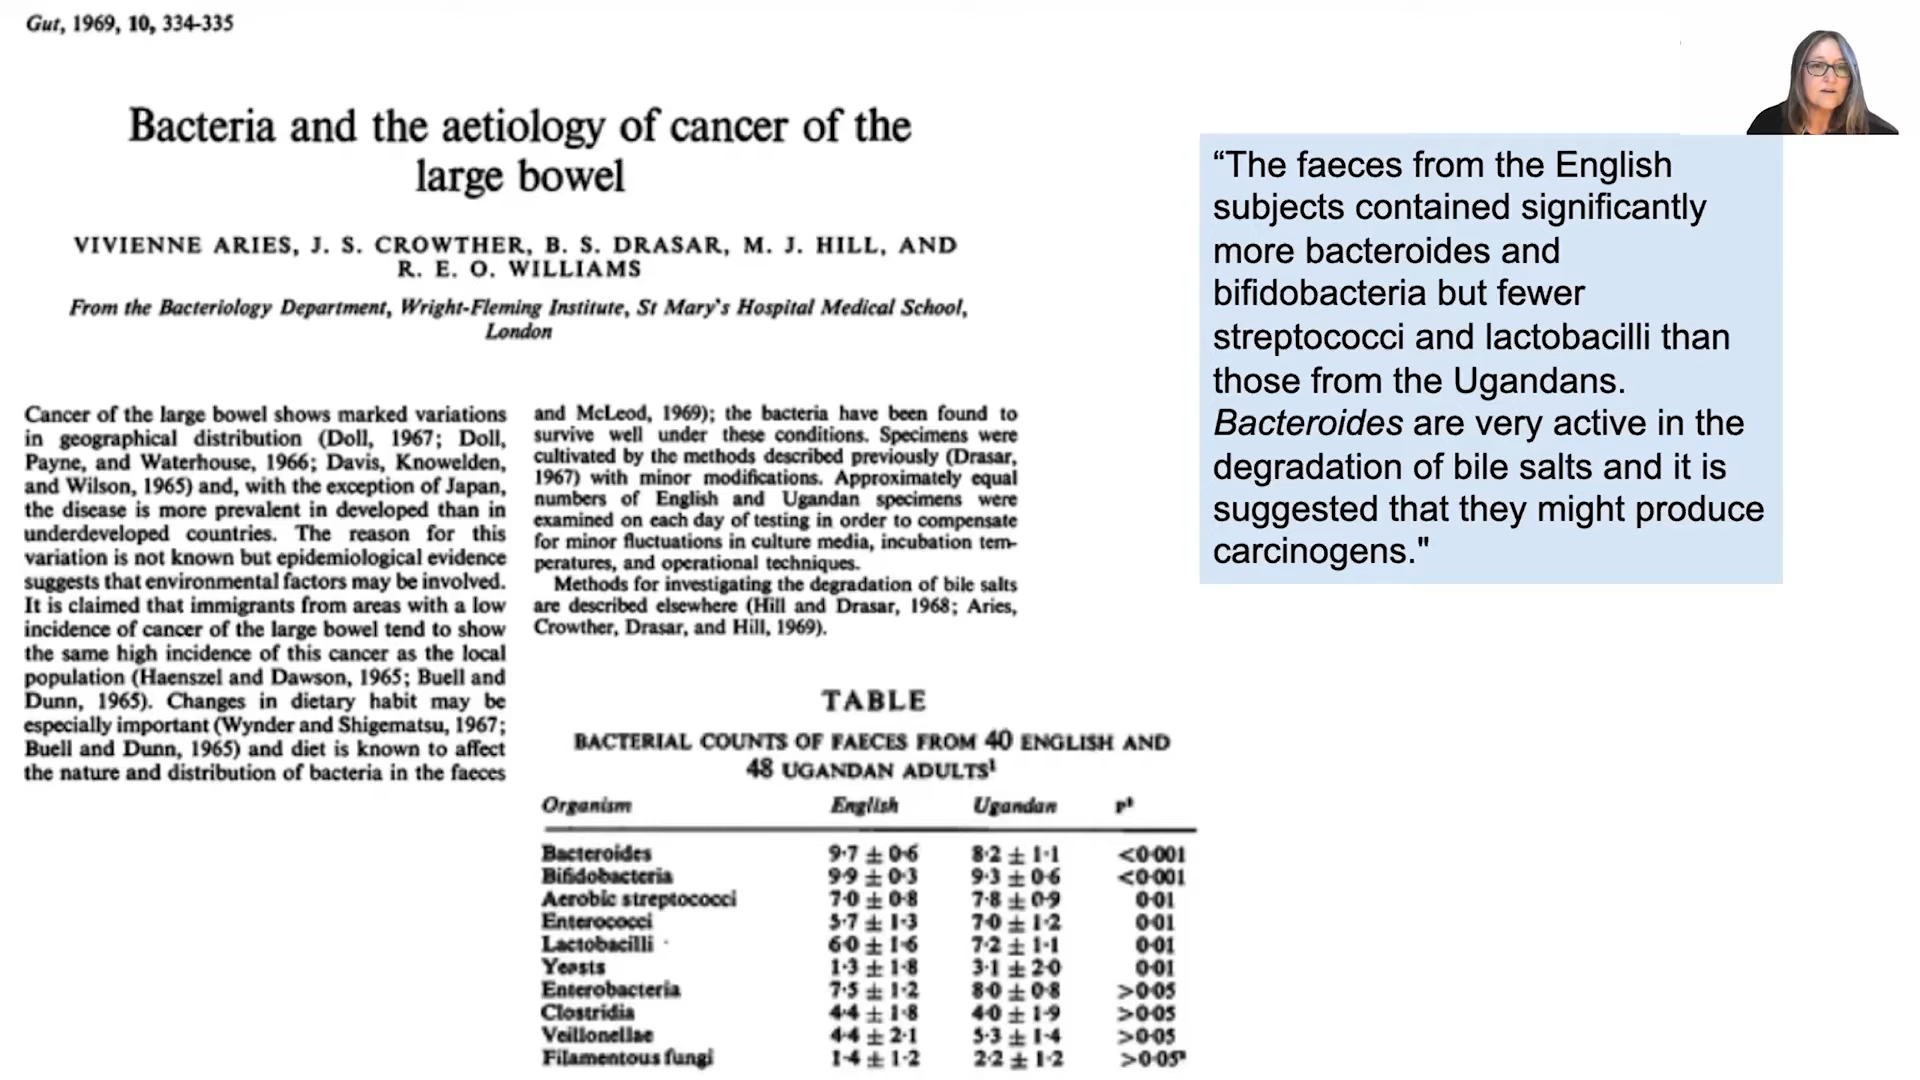 Gut, 1969, 10, 334-335
Bacteria and the aetiology of cancer of the
large bowel
VIVIENNE ARIES, J. S. CROWTHER, B. S. DRASAR, M. J. HILL, AND
R. E. O. WILLIAMS
From the Bacteriology Department, Wright-Fleming Institute, St Mary's Hospital Medical School,
London
Cancer of the large bowel shows marked variations
in geographical distribution (Doll, 1967; Doll,
Payne, and Waterhouse, 1966; Davis, Knowelden,
and Wilson, 1965) and, with the exception of Japan,
the disease is more prevalent in developed than in
underdeveloped countries. The reason for this
variation is not known but epidemiological evidence
suggests that environmental factors may be involved.
It is claimed that immigrants from areas with a low
incidence of cancer of the large bowel tend to show
the same high incidence of this cancer as the local
population (Haenszel and Dawson, 1965; Buell and
Dunn, 1965). Changes in dietary habit may be
especially important (Wynder and Shigematsu, 1967;
Buell and Dunn, 1965) and diet is known to affect
the nature and distribution of bacteria in the faeces
and McLeod, 1969); the bacteria have been found to
survive well under these conditions. Specimens were
cultivated by the methods described previously (Drasar,
1967) with minor modifications. Approximately equal
numbers of English and Ugandan specimens were
examined on each day of testing in order to compensate
for minor fluctuations in culture media, incubation tem-
peratures, and operational techniques.
Methods for investigating the degradation of bile salts
are described elsewhere (Hill and Drasar, 1968; Aries,
Crowther, Drasar, and Hill, 1969).
TABLE
BACTERIAL COUNTS OF FAECES FROM 40 ENGLISH AND
48 UGANDAN ADULTS¹
Organism English Ugandan P²
Bacteroides 9·7 ± 0·6 8·2 ± 1·1 <0·001
Bifidobacteria 9·9 ± 0·3 9·3 ± 0·6 <0·001
Aerobic streptococci 7·0 ± 0·8 7·8 ± 0·9 0·01
Enterococci 5·7 ± 1·3 7·0 ± 1·2 0·01
Lactobacilli 6·0 ± 1·6 7·2 ± 1·1 0·01
Yeasts 1·3 ± 1·8 3·1 ± 2·0 0·01
Enterobacteria 7·5 ± 1·2 8·0 ± 0·8 >0·05
Clostridia 4·4 ± 1·8 4·0 ± 1·9 >0·05
Veillonellae 4·4 ± 2·1 5·3 ± 1·4 >0·05
Filamentous fungi 1·4 ± 1·2 2·2 ± 1·2 >0·05³
“The faeces from the English
subjects contained significantly
more bacteroides and
bifidobacteria but fewer
streptococci and lactobacilli than
those from the Ugandans.
Bacteroides are very active in the
degradation of bile salts and it is
suggested that they might produce
carcinogens."